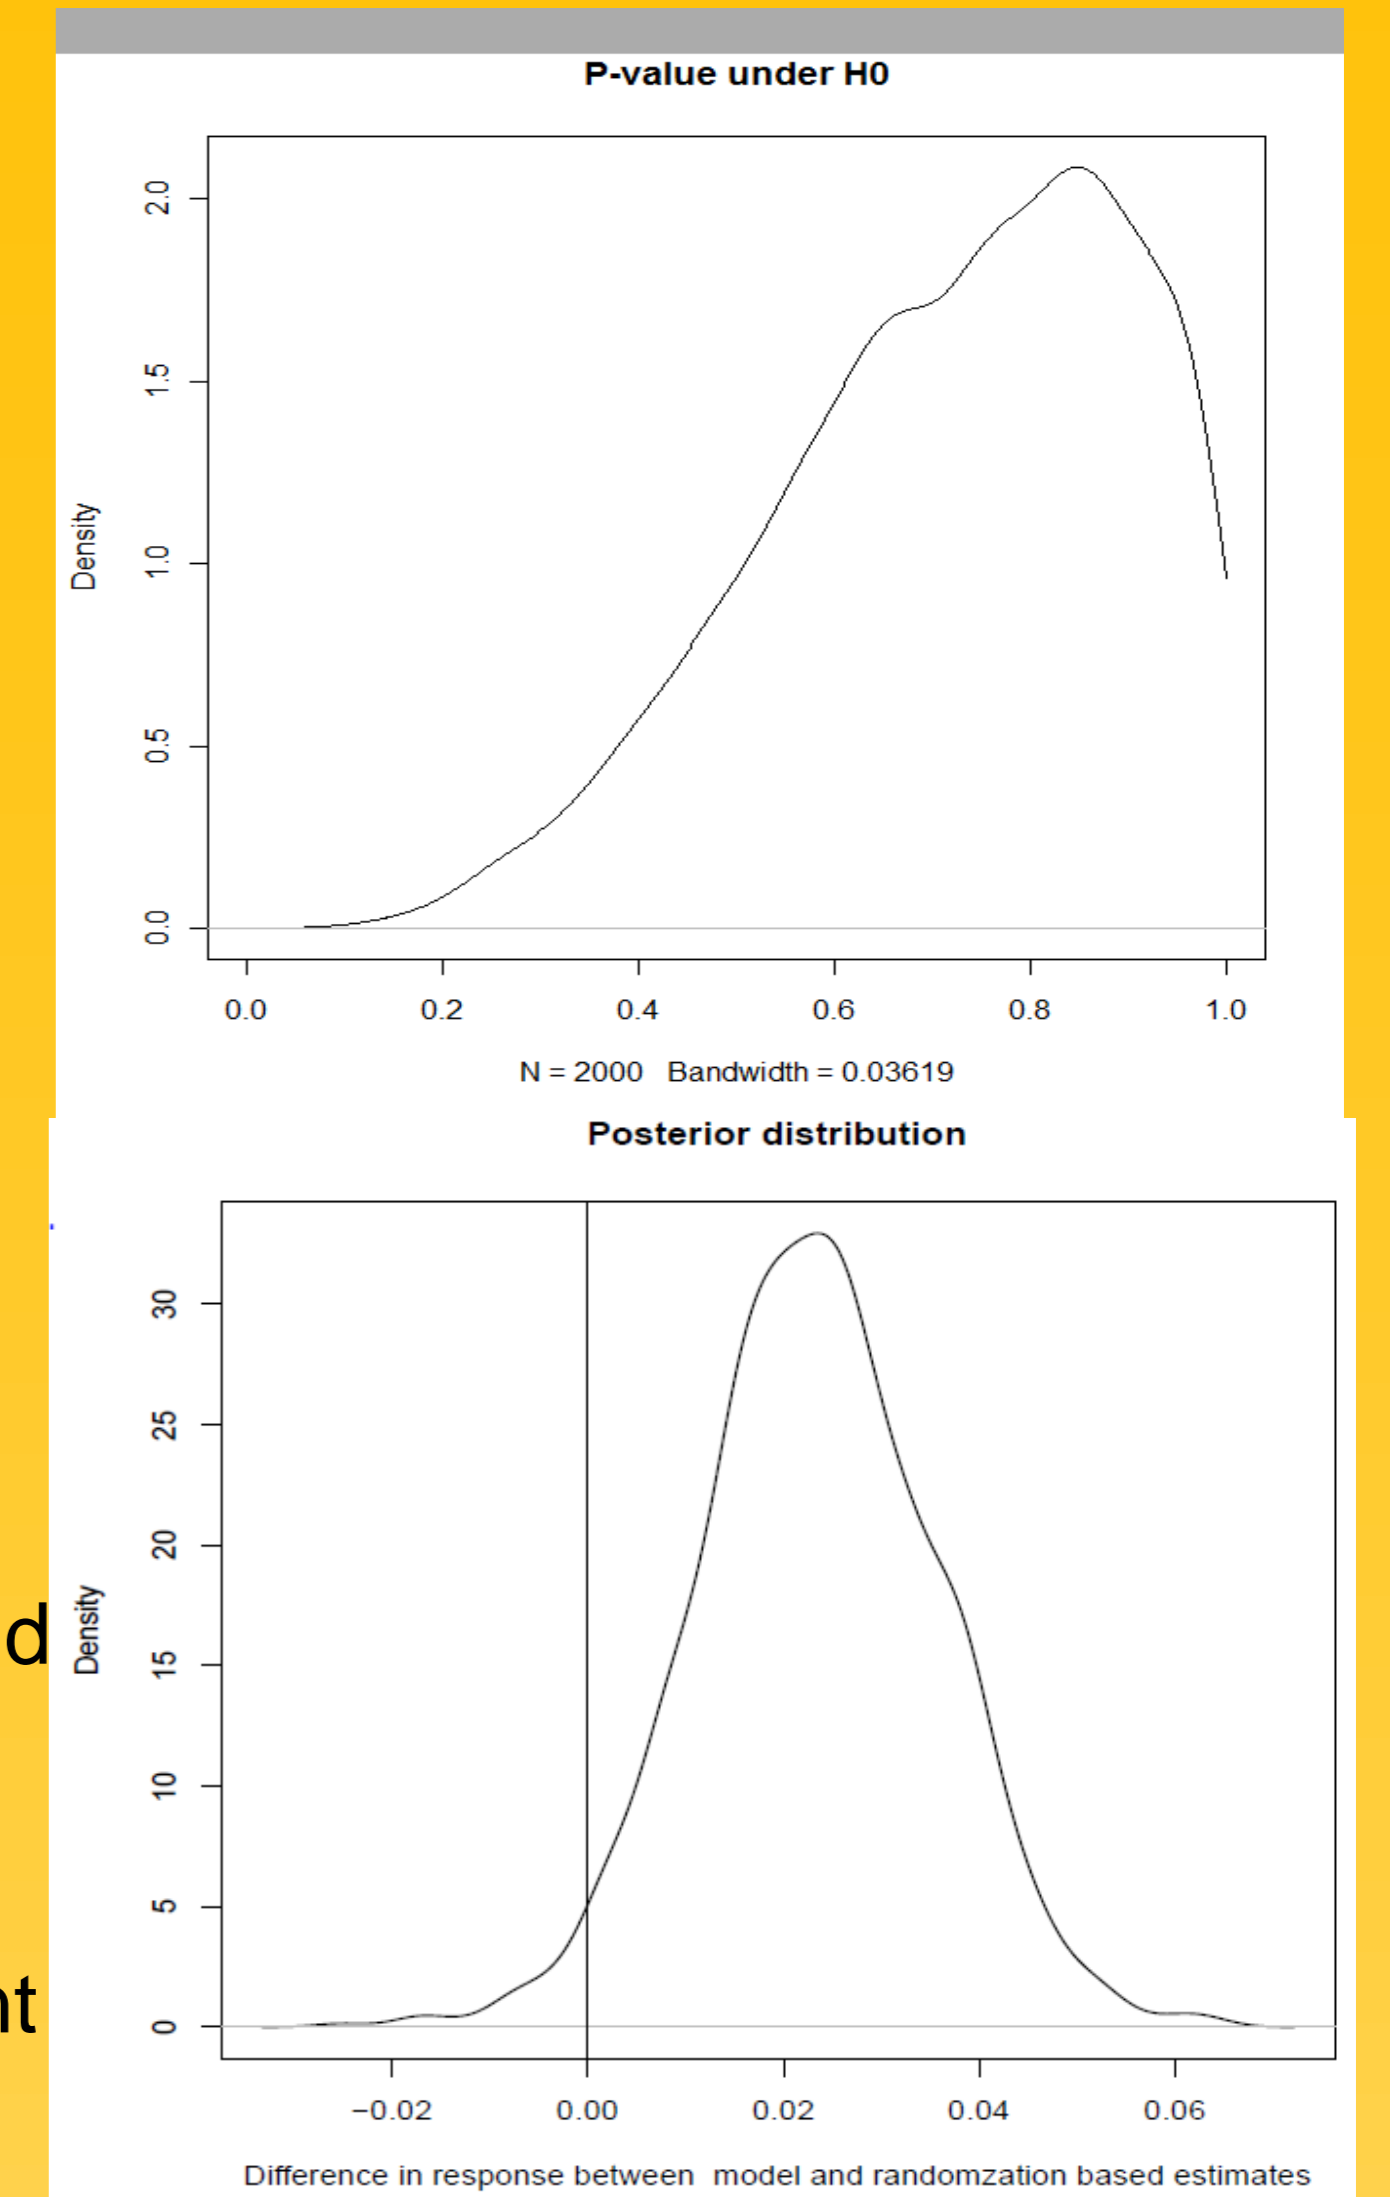 P-value under H0
2.0
1.5
1.0
0.5
0.0
Density
0.0 0.2 0.4 0.6 0.8 1.0
N = 2000 Bandwidth = 0.03619
Posterior distribution
30
25
20
15
10
5
0
Density
d
nt
−0.02 0.00 0.02 0.04 0.06
Difference in response between model and randomzation based estimates